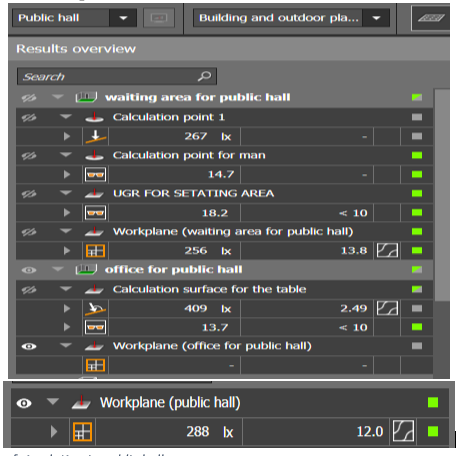 Public hall Building and outdoor pla...
Results overview
Search
waiting area for public hall
Calculation point 1
267 lx -
Calculation point for man
14.7 -
UGR FOR SETATING AREA
18.2 < 10
Workplane (waiting area for public hall)
256 lx 13.8
office for public hall
Calculation surface for the table
409 lx 2.49
13.7 < 10
Workplane (office for public hall)
- -
Workplane (public hall)
288 lx 12.0